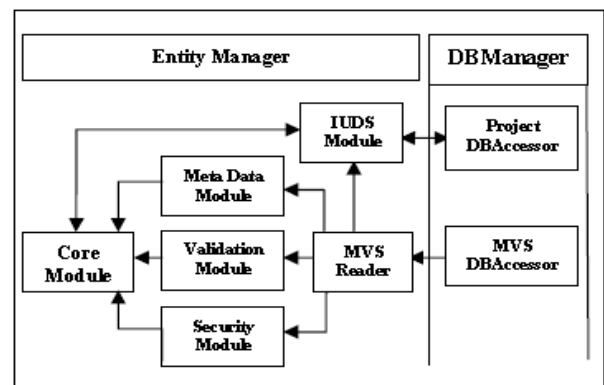 Entity Manager
DBManager
IUDS
Module
Project
DBAccessor
Meta Data
Module
Core
Module
Validation
Module
MVS
Reader
MVS
DBAccessor
Security
Module